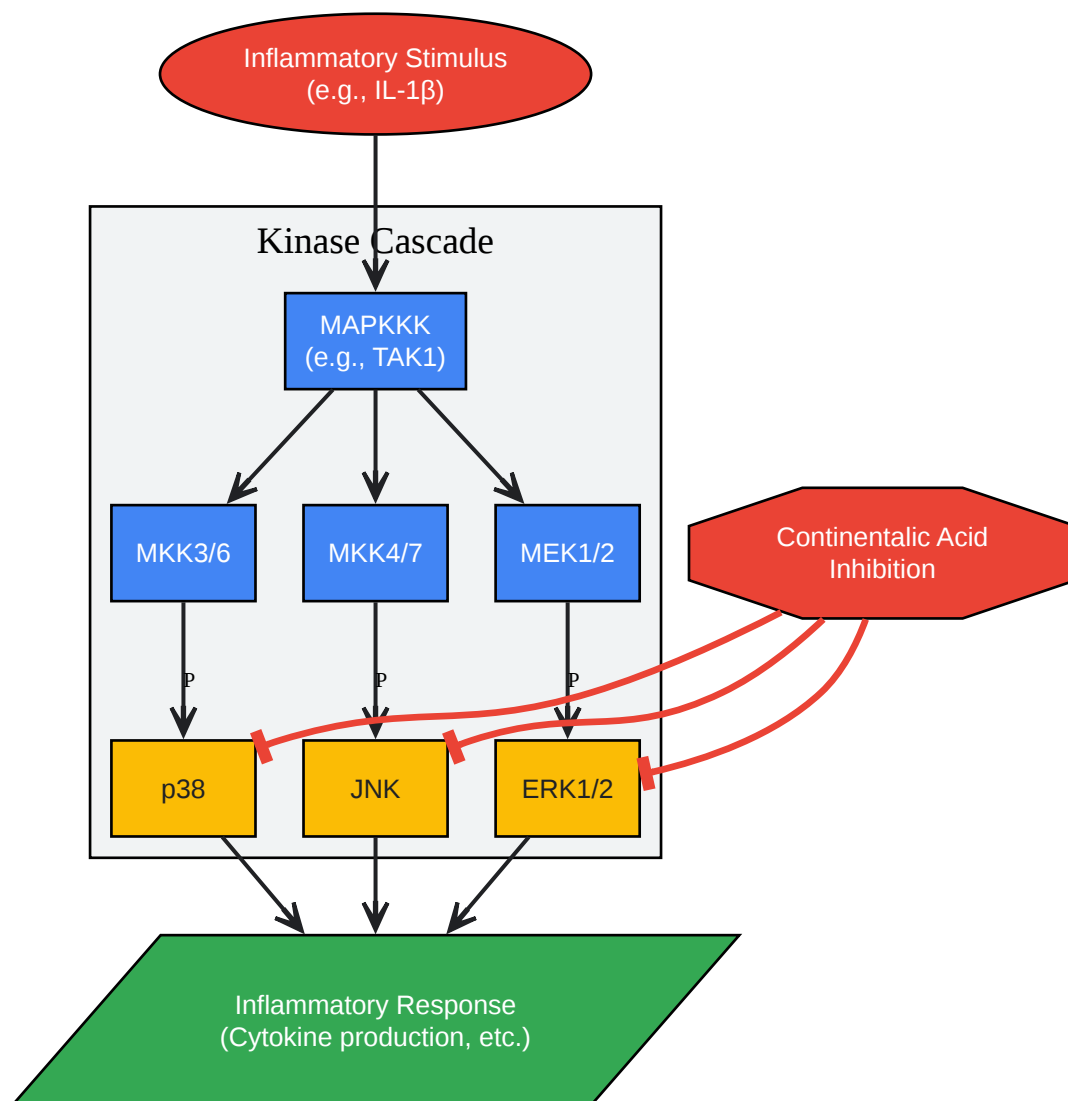 Inflammatory Stimulus
(e.g., IL-1β)
Kinase Cascade
MAPKKK
(e.g., TAK1)
MKK3/6
MKK4/7
MEK1/2
Continentalic Acid
Inhibition
P
P
P
p38
JNK
ERK1/2
Inflammatory Response
(Cytokine production, etc.)